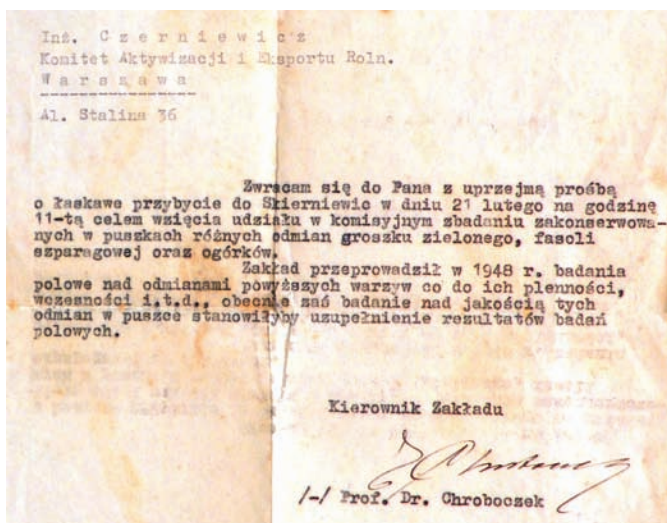 Inż. C z e r n i e w i c z
Komitet Aktywizacji i Eksportu Roln.
W a r s z a w a
Al. Stalina 36
Zwracam się do Pana z uprzejmą prośbą
o łaskawe przybycie do Skierniewic w dniu 21 lutego na godzinę
11-tą celem wzięcia udziału w komisyjnym zbadaniu zakonserwowa-
nych w puszkach różnych odmian groszku zielonego, fasoli
szparagowej oraz ogórków.
Zakład przeprowadził w 1948 r. badania
polowe nad odmianami powyższych warzyw co do ich plenności,
wczesności i.t.d., obecnie zaś badanie nad jakością tych
odmian w puszce stanowiłyby uzupełnienie rezultatów badań
polowych.
Kierownik Zakładu
/-/ Prof. Dr. Chroboczek